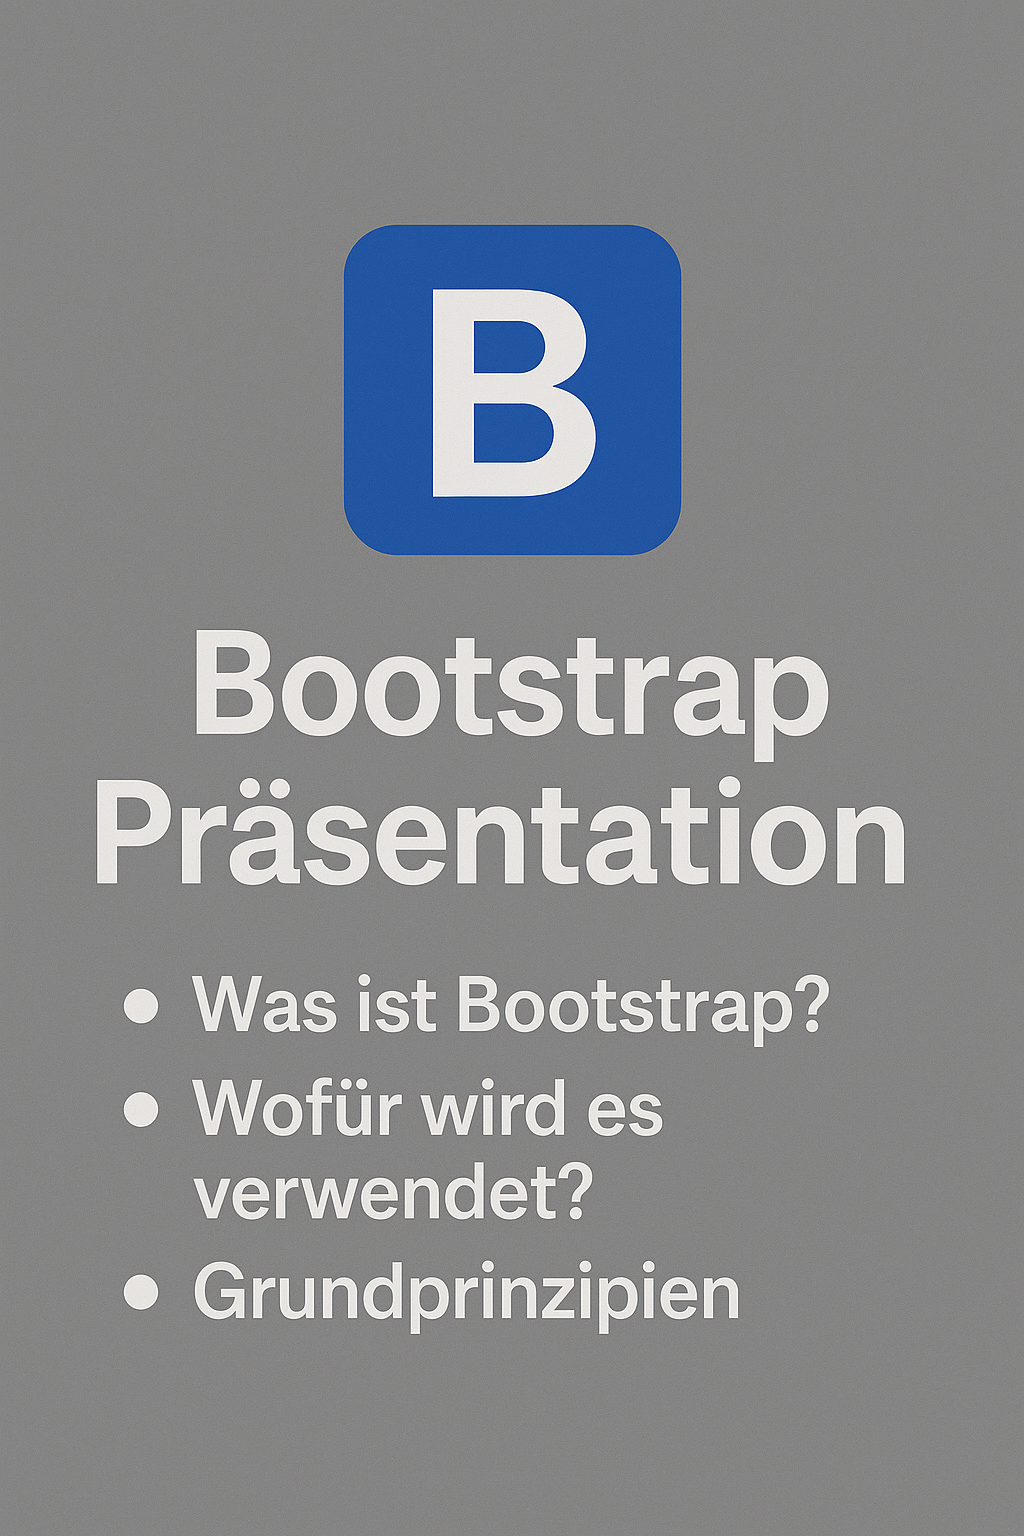 B
Bootstrap
Präsentation
• Was ist Bootstrap?
• Wofür wird es
verwendet?
• Grundprinzipien